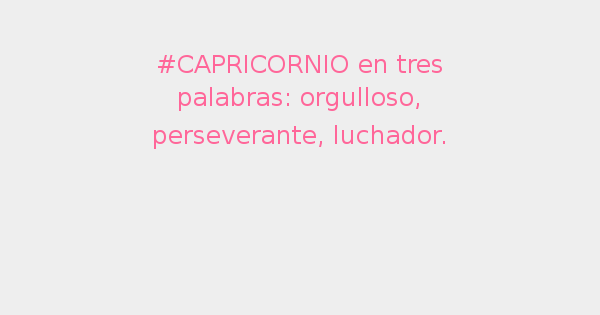 #CAPRICORNIO en tres
palabras: orgulloso,
perseverante, luchador.